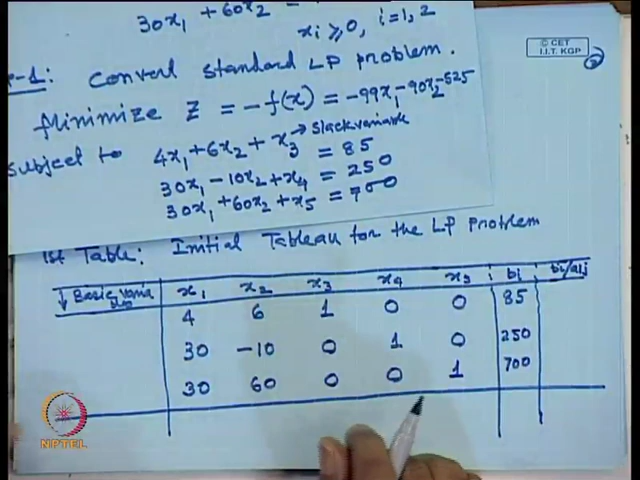 30x1 + 60x2 -
xi ≥ 0, i = 1, 2
© CET
I.I.T. KGP
2
p-1: Convert standard LP problem.
Minimize Z = -f(x) = -99x1 - 90x2 - 525
subject to 4x1 + 6x2 + x3 → Slack variable = 85
30x1 - 10x2 + x4 = 250
30x1 + 60x2 + x5 = 700
1st Table: Initial Tableau for the LP Problem
↓ Basic variables x1 x2 x3 x4 x5 bi bi/aij
4 6 1 0 0 85
30 -10 0 1 0 250
30 60 0 0 1 700
NPTEL